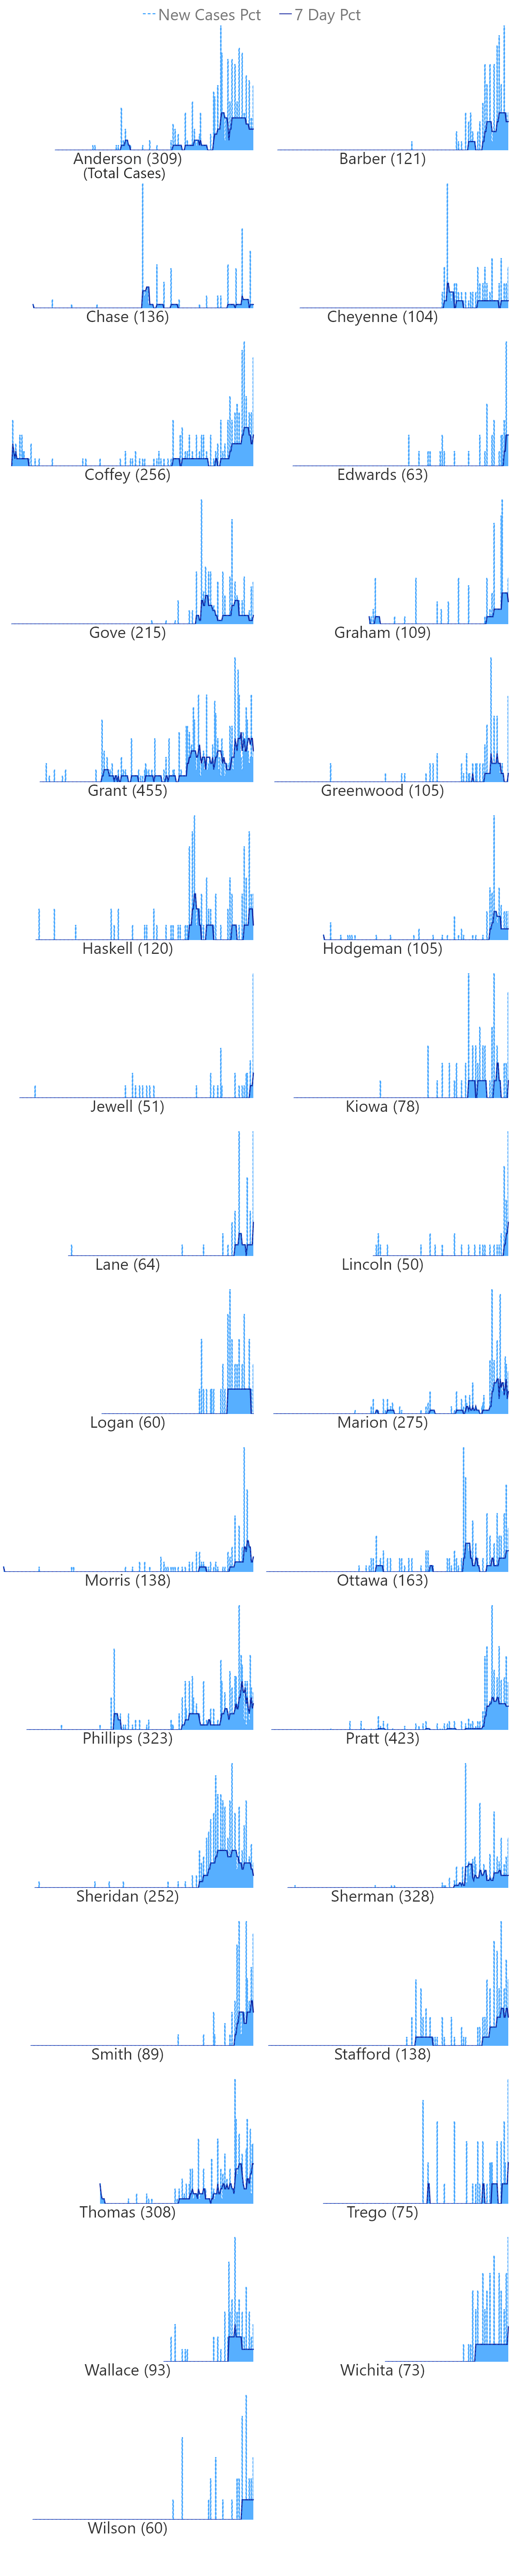 New Cases Pct 7 Day Pct
Anderson (309) Barber (121)
(Total Cases)
Chase (136) Cheyenne (104)
Coffey (256) Edwards (63)
Gove (215) Graham (109)
Grant (455) Greenwood (105)
Haskell (120) Hodgeman (105)
Jewell (51) Kiowa (78)
Lane (64) Lincoln (50)
Logan (60) Marion (275)
Morris (138) Ottawa (163)
Phillips (323) Pratt (423)
Sheridan (252) Sherman (328)
Smith (89) Stafford (138)
Thomas (308) Trego (75)
Wallace (93) Wichita (73)
Wilson (60)